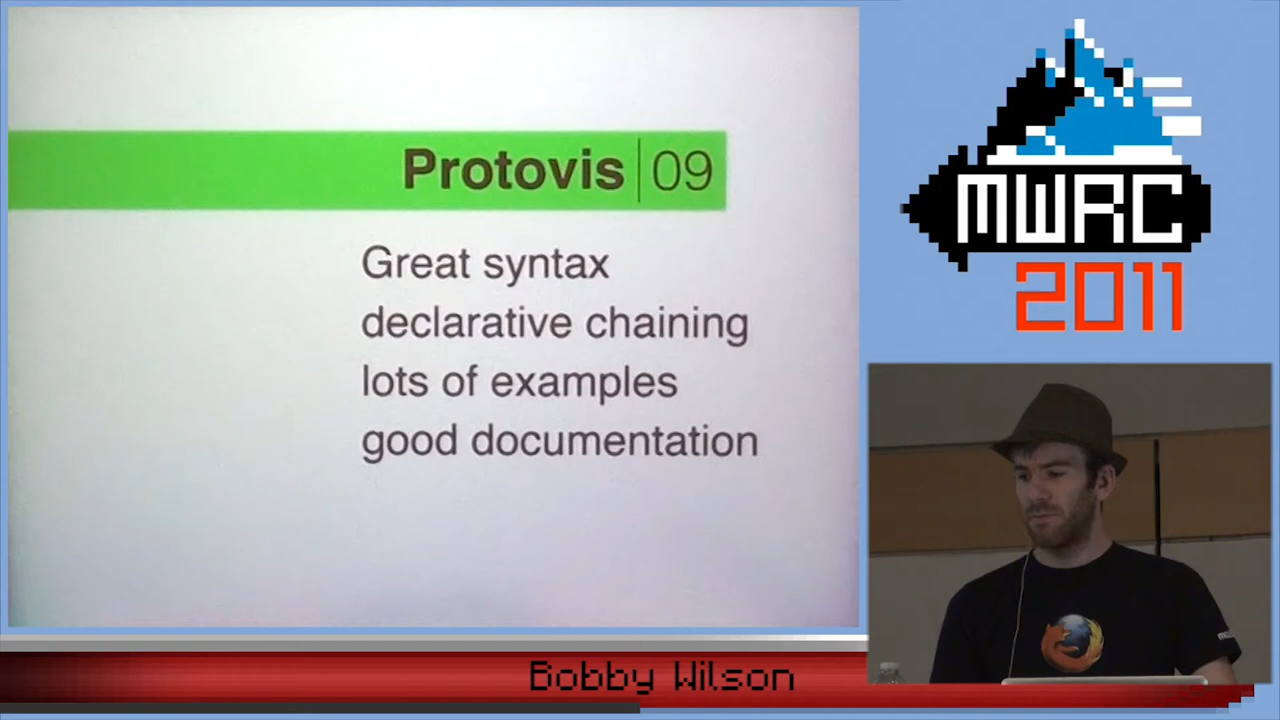 Protovis | 09
Great syntax
declarative chaining
lots of examples
good documentation
MWRC
2011
Bobby Wilson